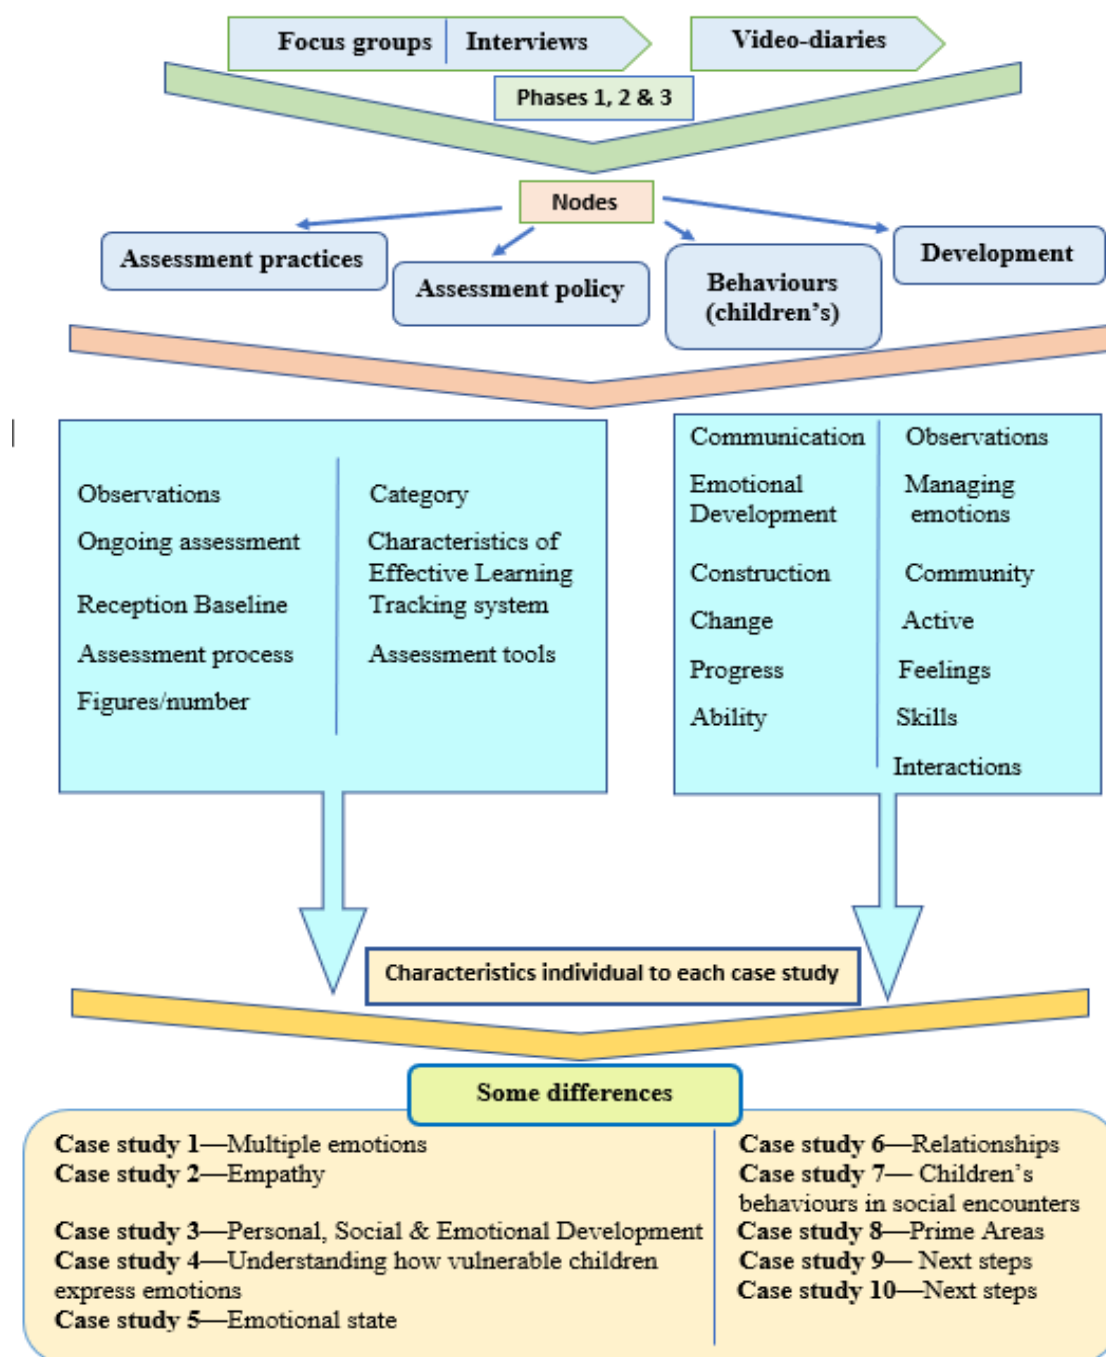 Focus groups Interviews
Video-diaries
Phases 1, 2 & 3
Nodes
Assessment practices
Assessment policy
Behaviours
(children's)
Development
Observations
Ongoing assessment
Reception Baseline
Assessment process
Figures/number
Category
Characteristics of
Effective Learning
Tracking system
Assessment tools
Communication
Emotional
Development
Construction
Change
Progress
Ability
Observations
Managing
emotions
Community
Active
Feelings
Skills
Interactions
Characteristics individual to each case study
Some differences
Case study 1—Multiple emotions
Case study 2—Empathy
Case study 3—Personal, Social & Emotional Development
Case study 4—Understanding how vulnerable children
express emotions
Case study 5—Emotional state
Case study 6—Relationships
Case study 7— Children's
behaviours in social encounters
Case study 8—Prime Areas
Case study 9— Next steps
Case study 10—Next steps